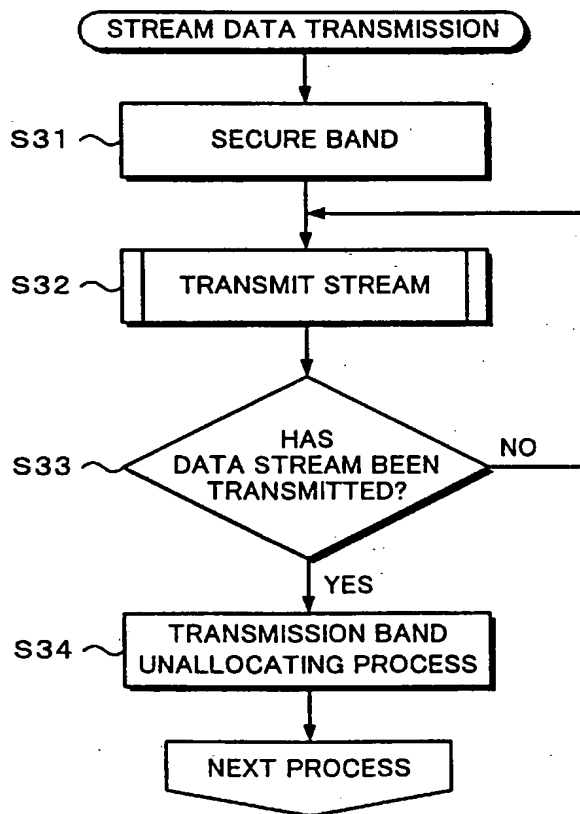 STREAM DATA TRANSMISSION
S31
SECURE BAND
S32
TRANSMIT STREAM
S33
HAS
DATA STREAM BEEN
TRANSMITTED?
NO
YES
S34
TRANSMISSION BAND
UNALLOCATING PROCESS
NEXT PROCESS